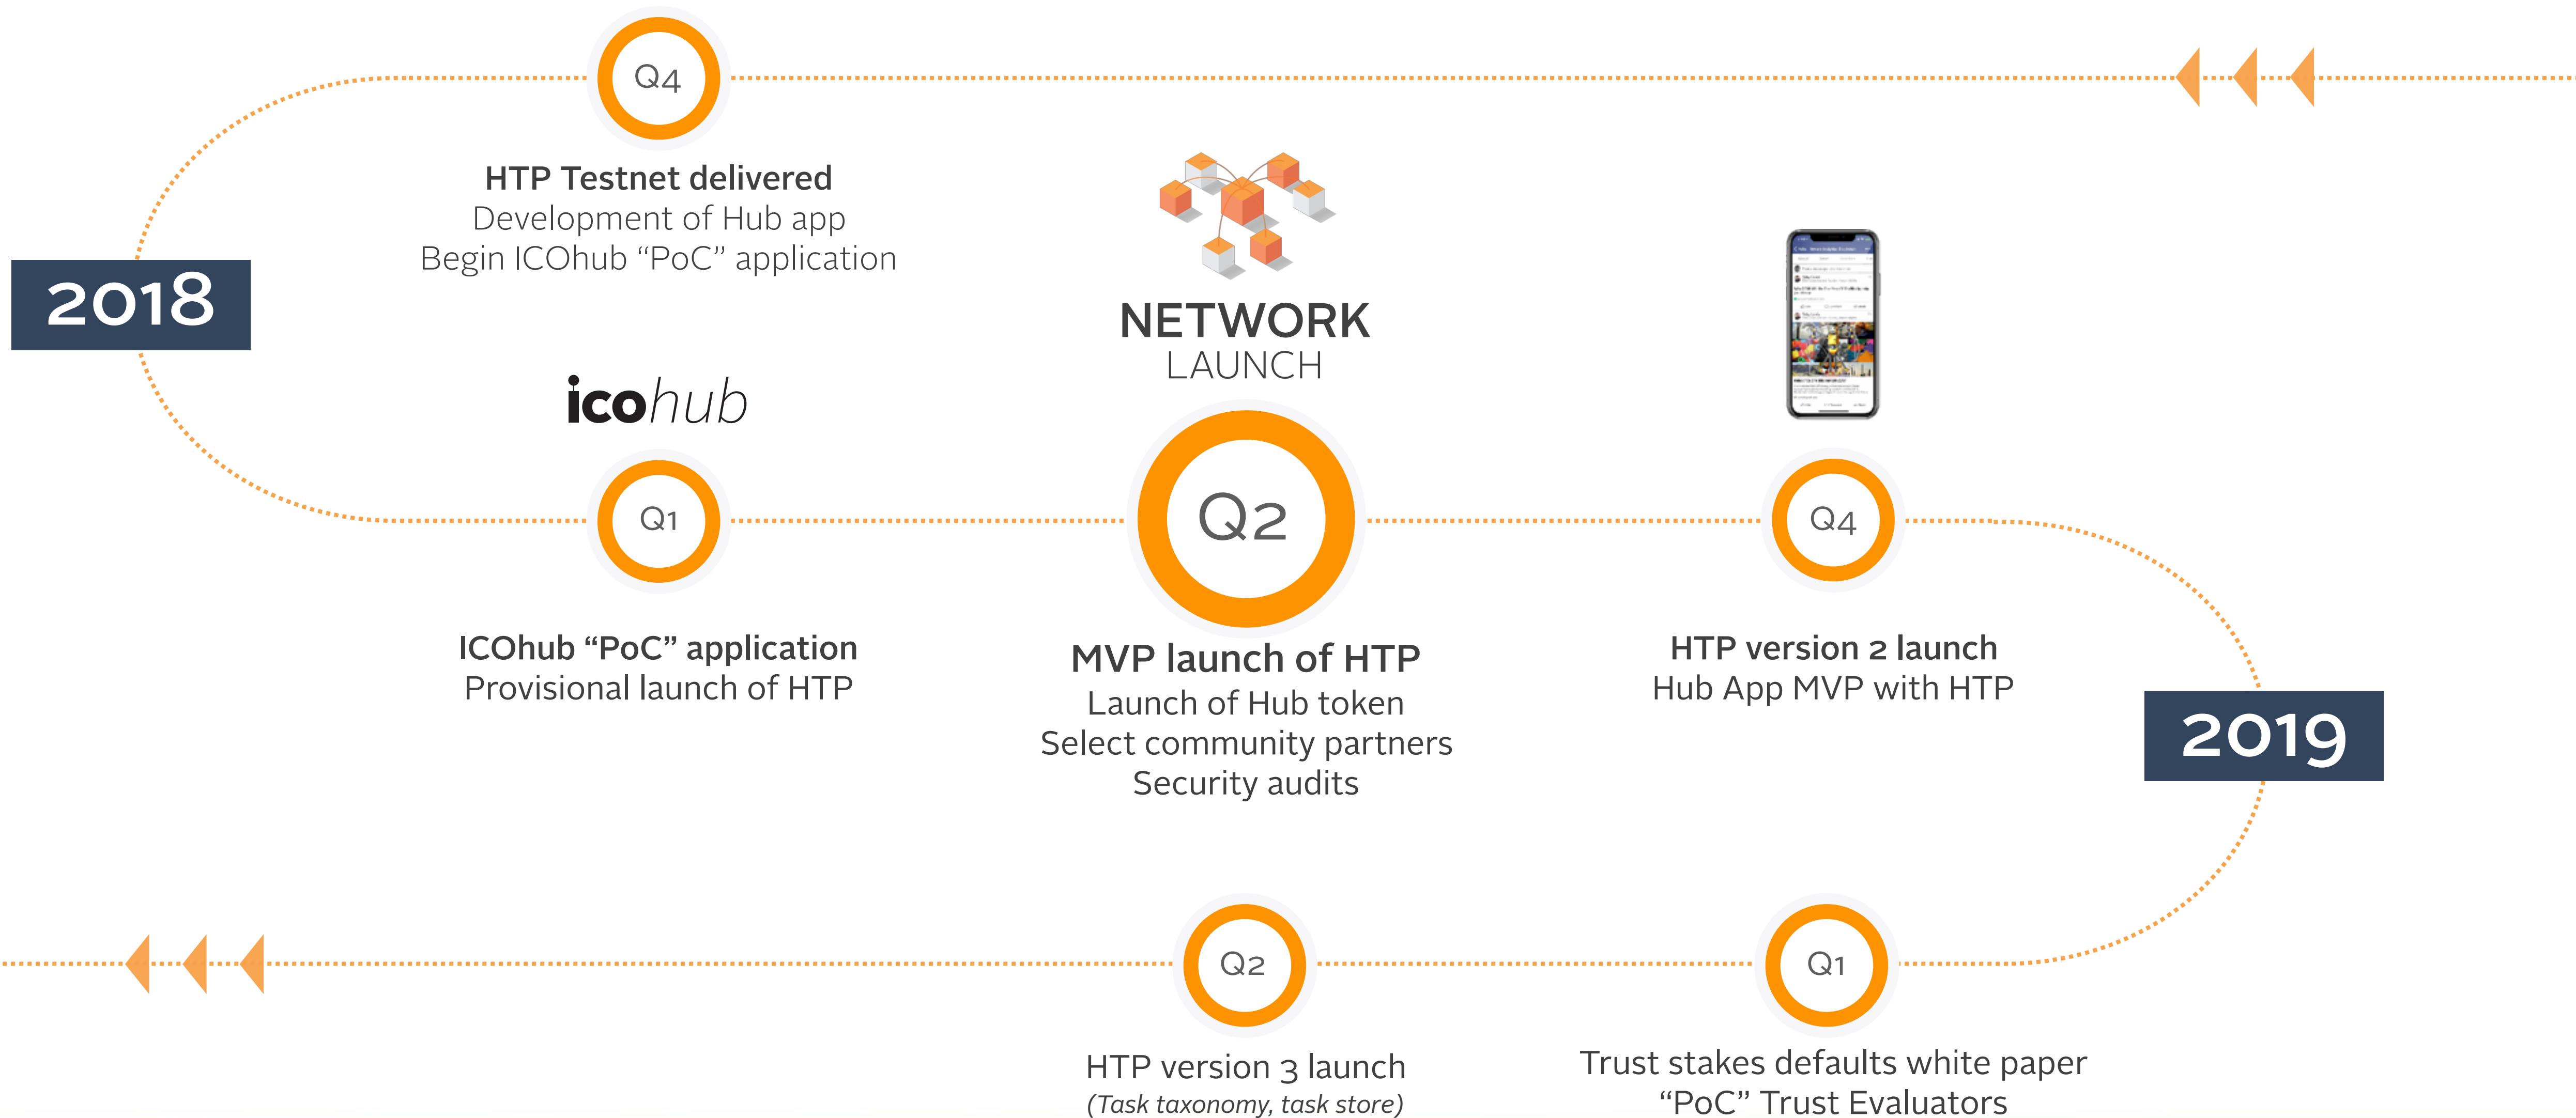 Q4
HTP Testnet delivered
Development of Hub app
Begin ICOhub “PoC” application
2018
icohub
Q1
ICOhub “PoC” application
Provisional launch of HTP
NETWORK
LAUNCH
Q2
MVP launch of HTP
Launch of Hub token
Select community partners
Security audits
Q4
HTP version 2 launch
Hub App MVP with HTP
2019
Q1
Trust stakes defaults white paper
“PoC” Trust Evaluators
Q2
HTP version 3 launch
(Task taxonomy, task store)